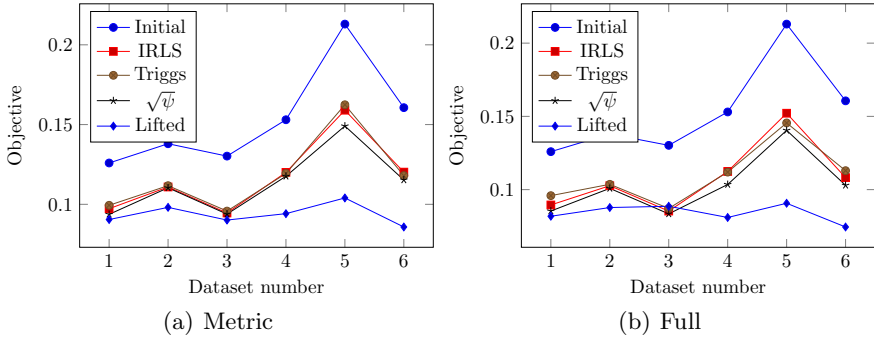 Initial
IRLS
Triggs
√ψ
Lifted
0.2
0.15
0.1
Objective
1 2 3 4 5 6
Dataset number
(a) Metric
Initial
IRLS
Triggs
√ψ
Lifted
0.2
0.15
0.1
Objective
1 2 3 4 5 6
Dataset number
(b) Full